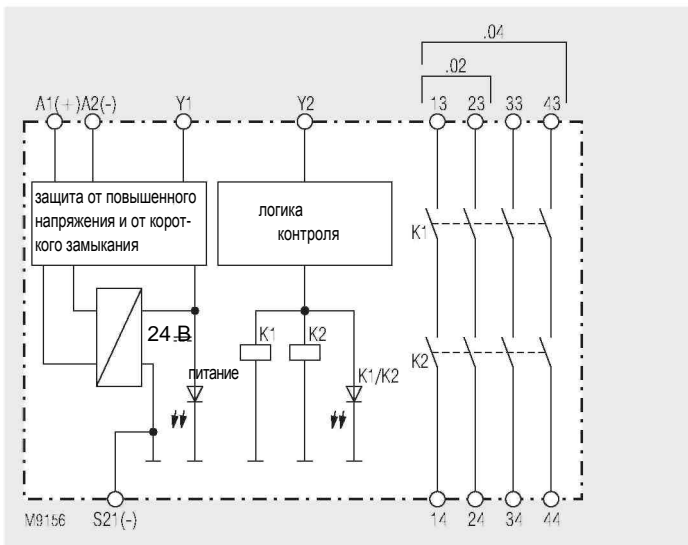 .04
.02
A1(+) A2(-) Y1 Y2 13 23 33 43
защита от повышенного
напряжения и от корот-
кого замыкания
логика
контроля
K1
24 В
K1 K2
K2
питание
K1/K2
M9156 S21(-) 14 24 34 44